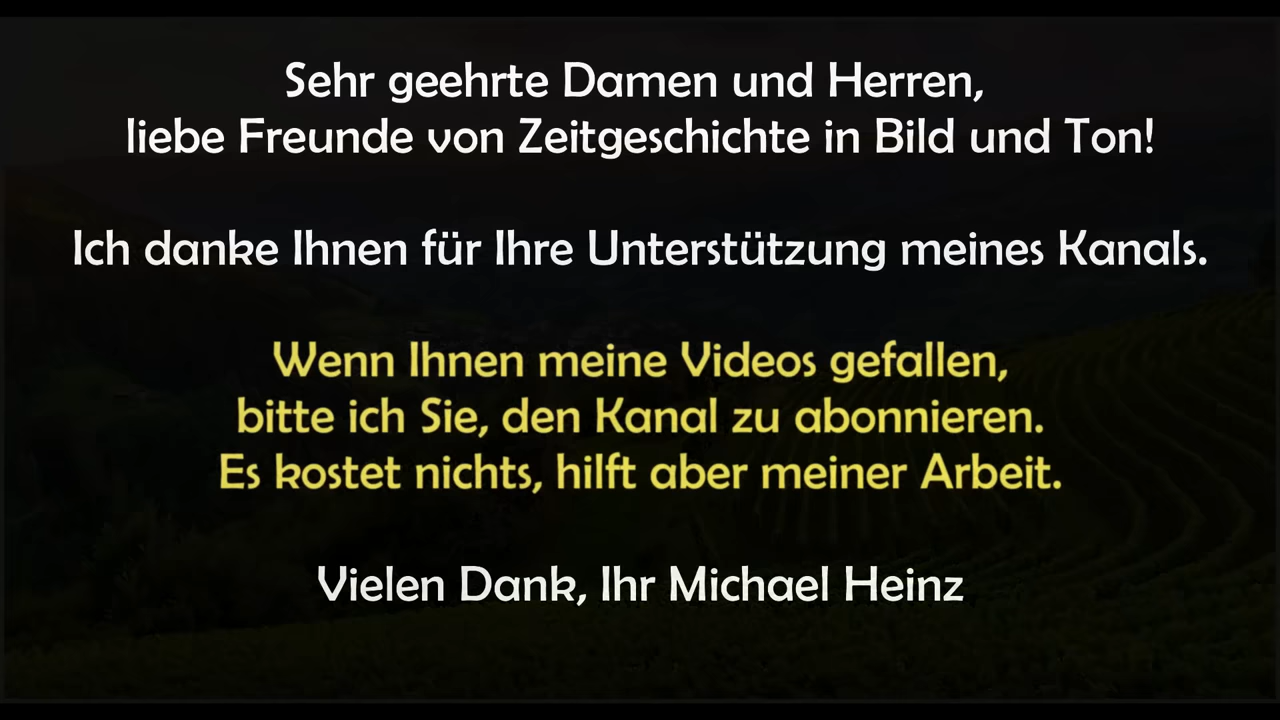 Sehr geehrte Damen und Herren,
liebe Freunde von Zeitgeschichte in Bild und Ton!
Ich danke Ihnen für Ihre Unterstützung meines Kanals.
Wenn Ihnen meine Videos gefallen,
bitte ich Sie, den Kanal zu abonnieren.
Es kostet nichts, hilft aber meiner Arbeit.
Vielen Dank, Ihr Michael Heinz